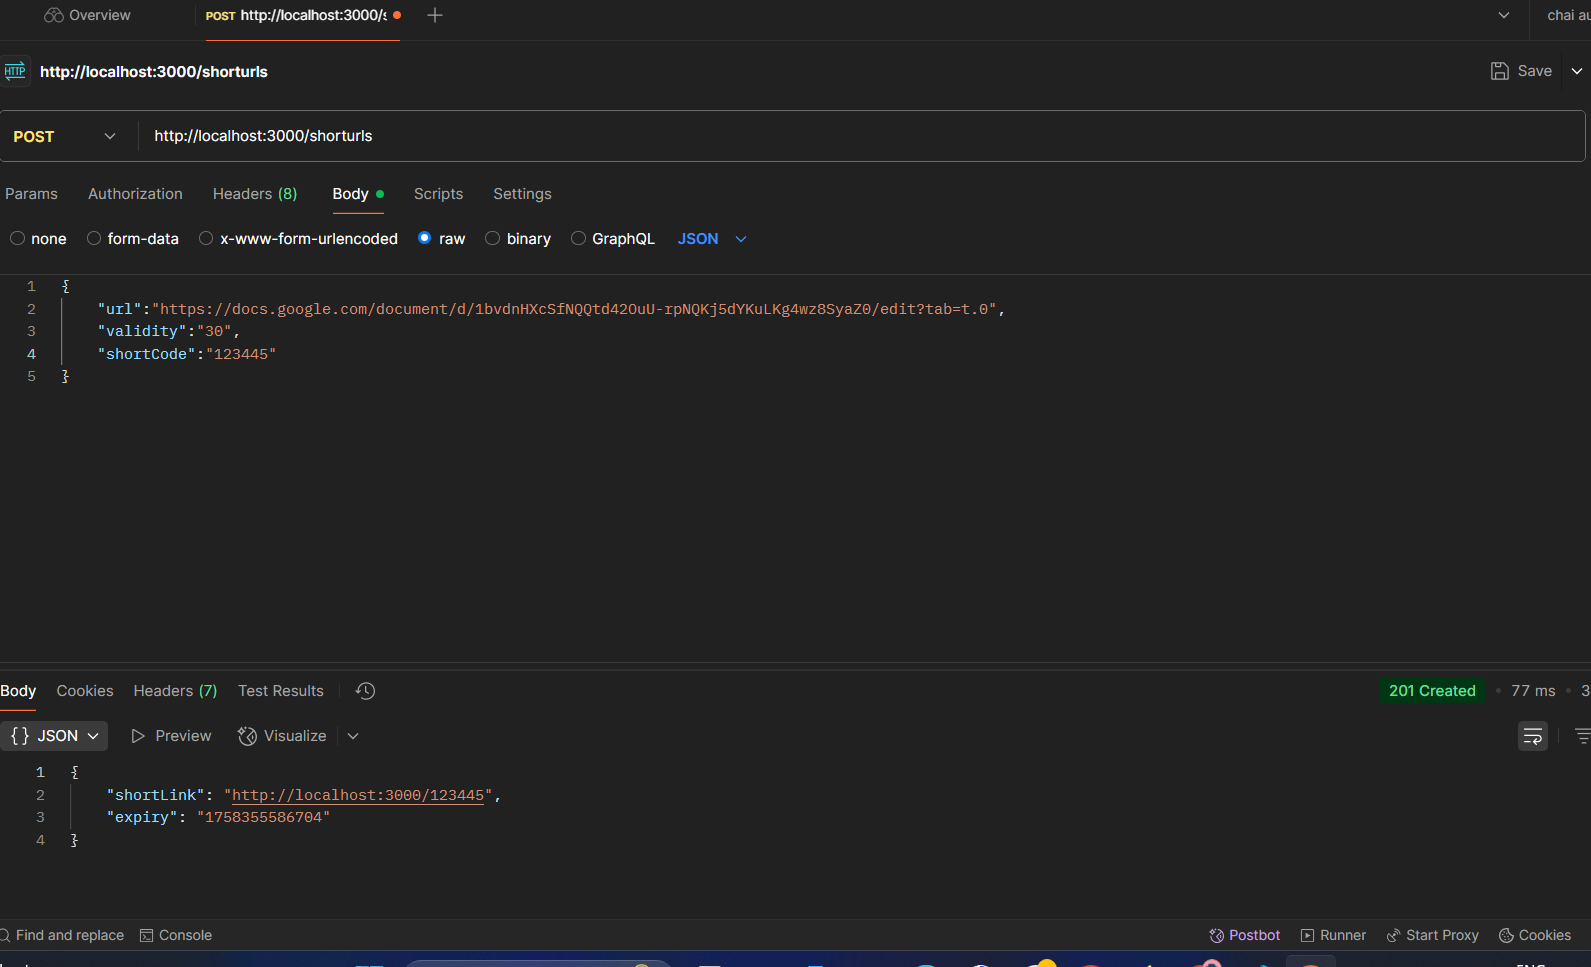 Overview
POST http://localhost:3000/s
chai au
HTTP http://localhost:3000/shorturls
Save
POST http://localhost:3000/shorturls
Params Authorization Headers (8) Body Scripts Settings
none form-data x-www-form-urlencoded raw binary GraphQL JSON
1 {
2 "url":"https://docs.google.com/document/d/1bvdnHXcSfNQQtd42OuU-rpNQKj5dYKuLKg4wz8SyaZ0/edit?tab=t.0",
3 "validity":"30",
4 "shortCode":"123445"
5 }
Body Cookies Headers (7) Test Results
201 Created • 77 ms • 3
{} JSON Preview Visualize
1 {
2 "shortLink": "http://localhost:3000/123445",
3 "expiry": "1758355586704"
4 }
Find and replace Console
Postbot Runner Start Proxy Cookies